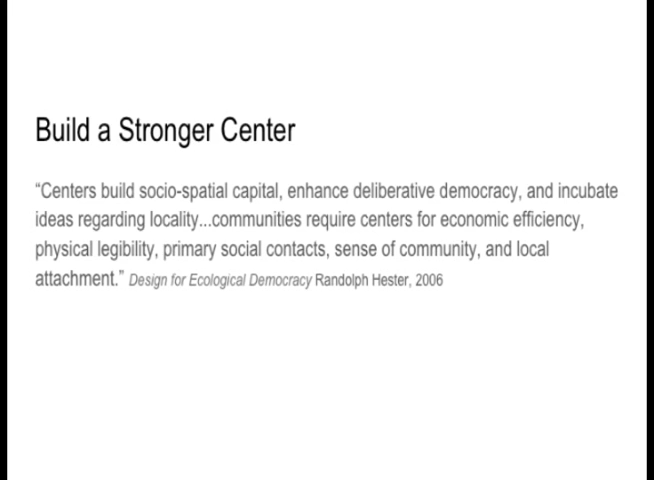 Build a Stronger Center
“Centers build socio-spatial capital, enhance deliberative democracy, and incubate
ideas regarding locality...communities require centers for economic efficiency,
physical legibility, primary social contacts, sense of community, and local
attachment.” Design for Ecological Democracy Randolph Hester, 2006